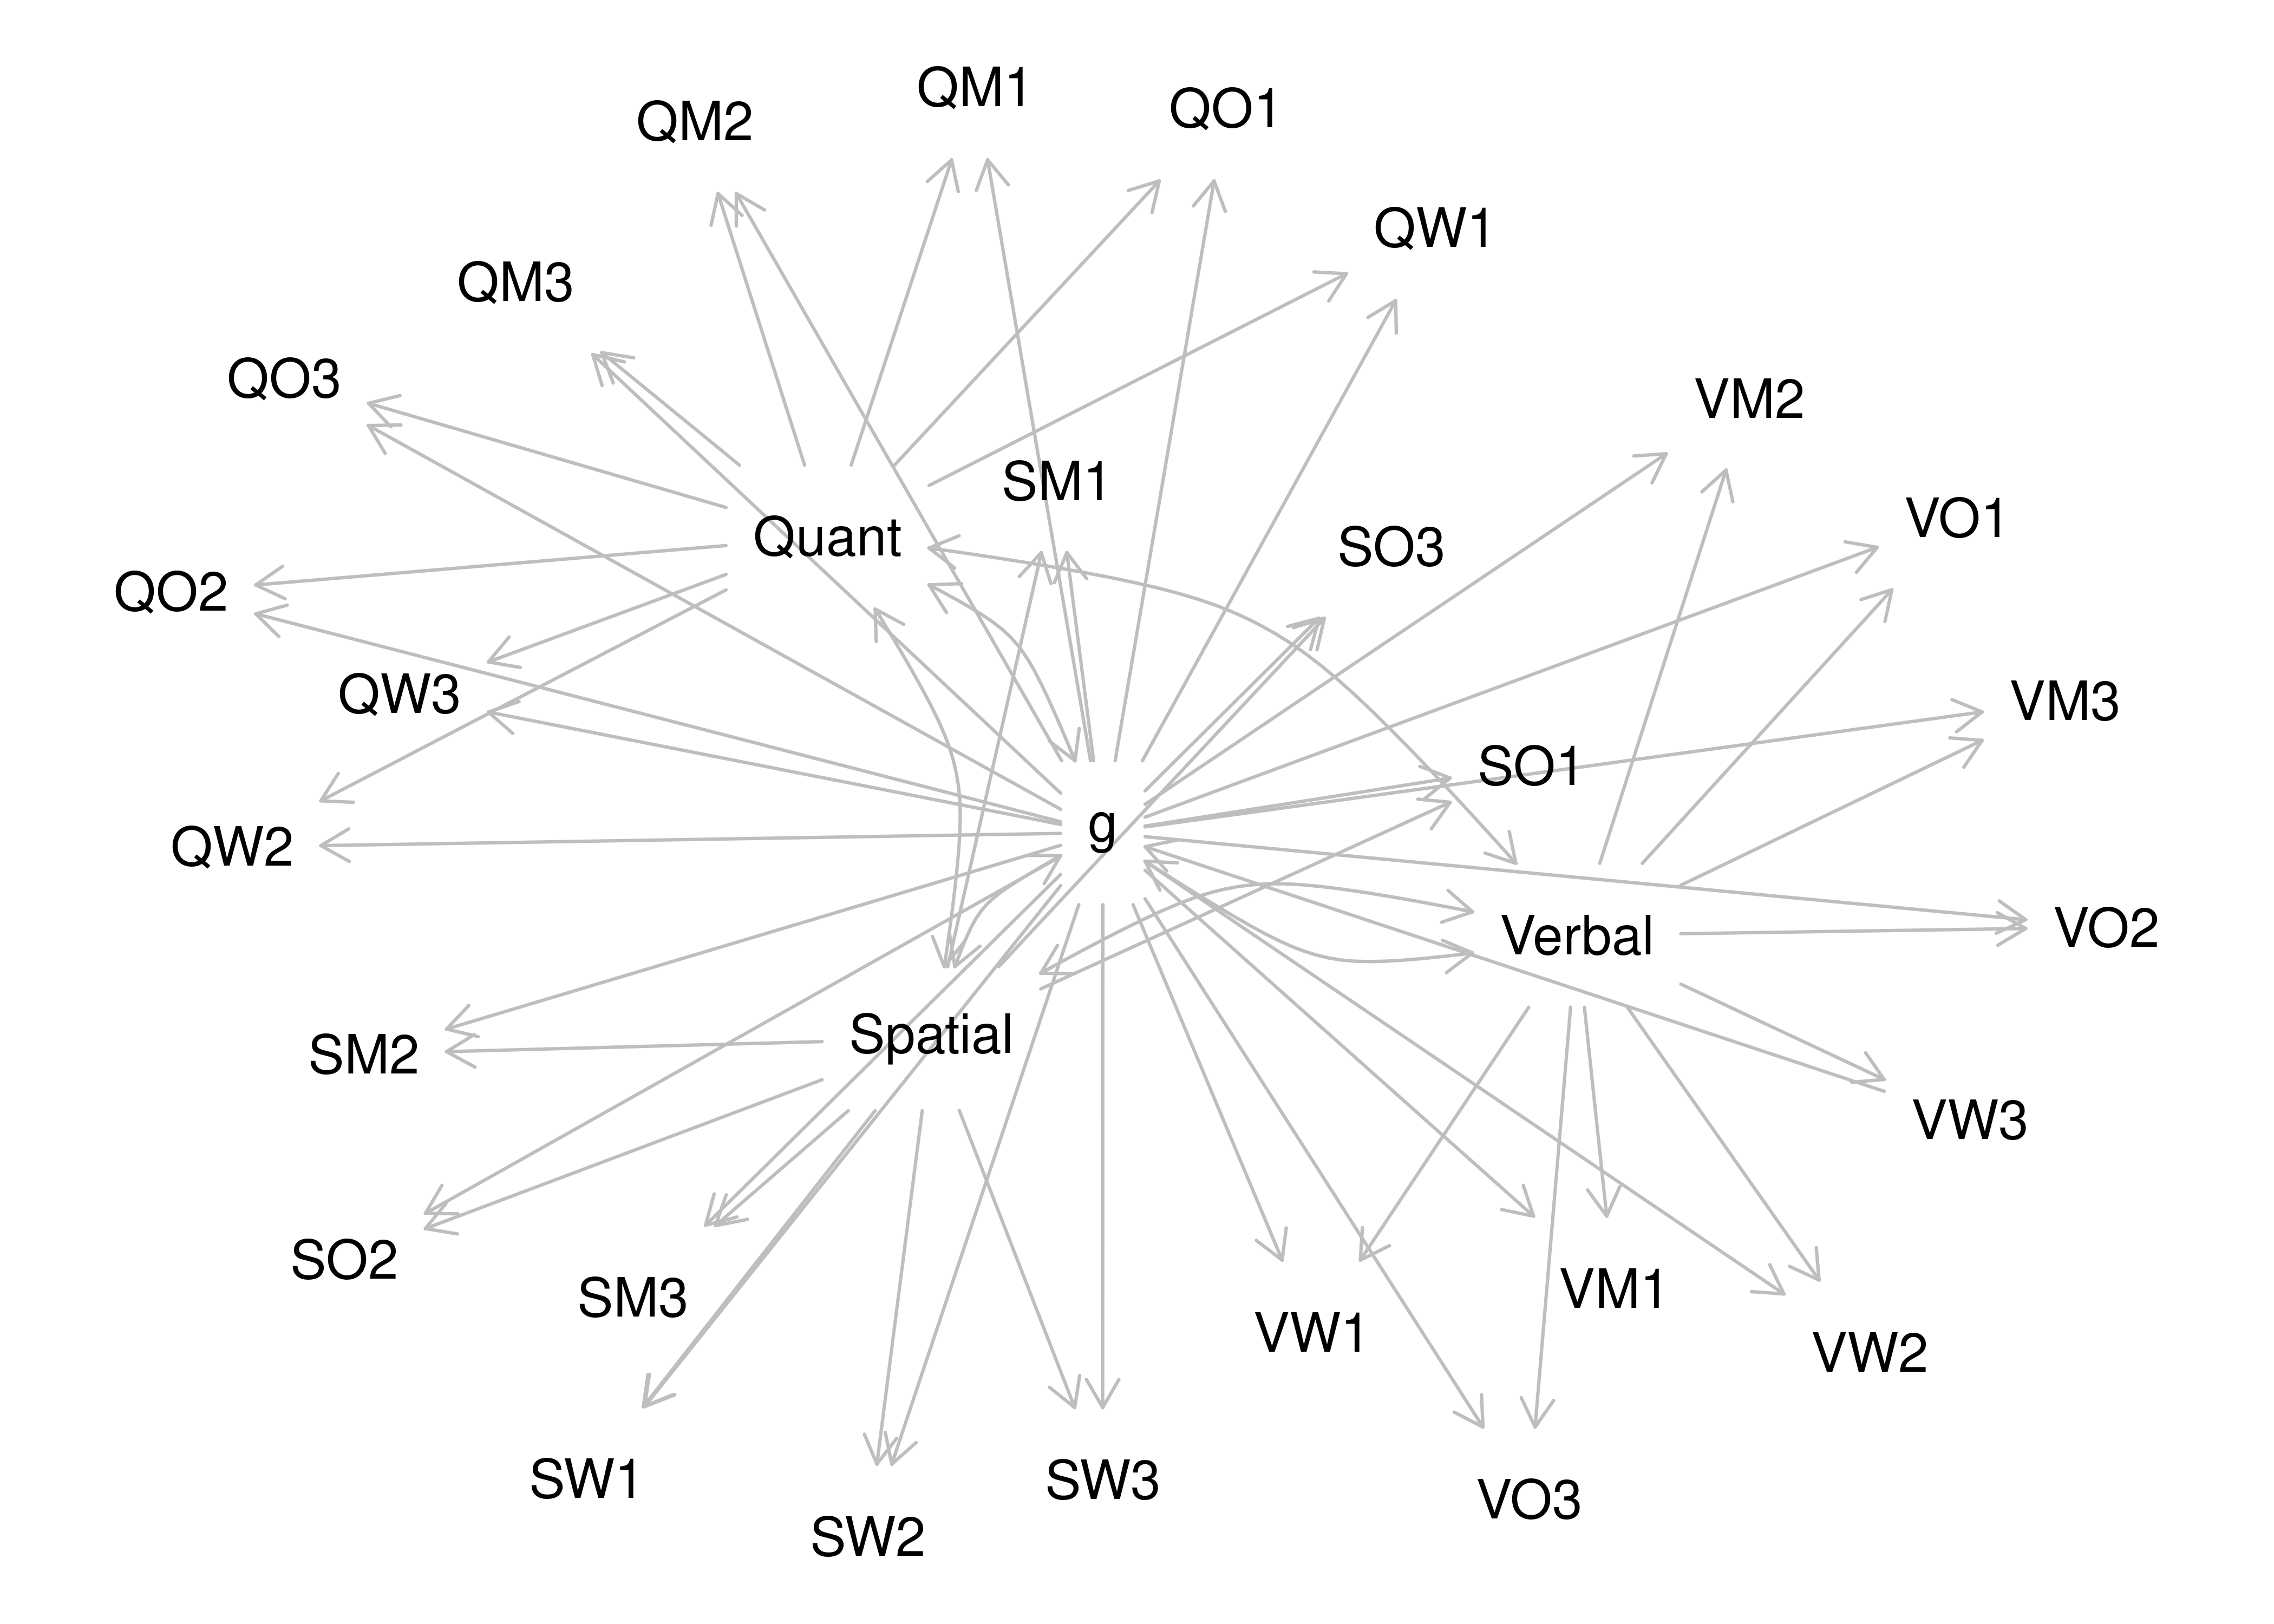 QM1
QO1
QM2
QW1
QM3
QO3
VM2
SM1
VO1
Quant
SO3
QO2
QW3
VM3
SO1
g
QW2
VO2
Verbal
Spatial
SM2
VW3
SO2
VM1
SM3
VW1
VW2
SW1
SW3
VO3
SW2